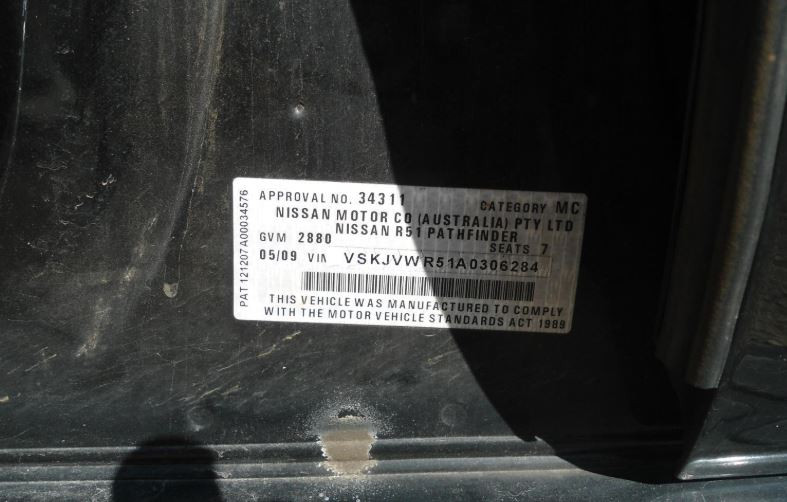 PAT 121207A00034576
APPROVAL NO. 34311 CATEGORY MC
NISSAN MOTOR CO (AUSTRALIA) PTY LTD
NISSAN R51 PATHFINDER
GVM 2880 SEATS 7
05/09 VIN VSKJVWR51A0306284
THIS VEHICLE WAS MANUFACTURED TO COMPLY
WITH THE MOTOR VEHICLE STANDARDS ACT 1989